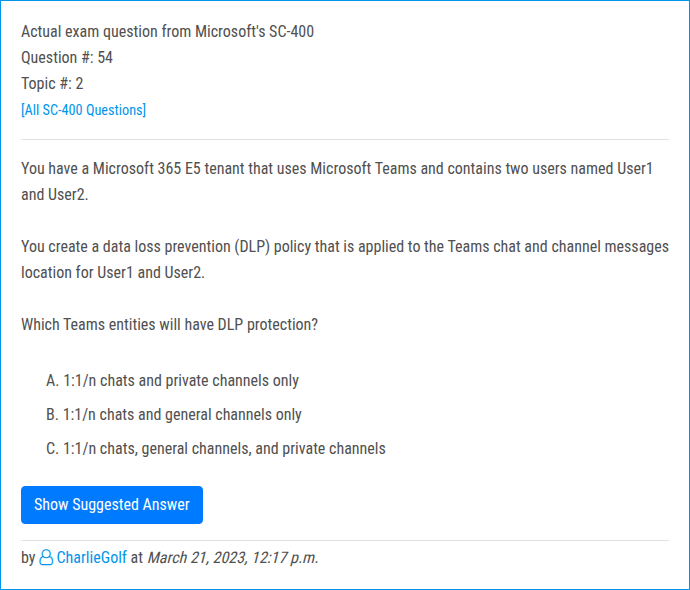 Actual exam question from Microsoft's SC-400
Question #: 54
Topic #: 2
[All SC-400 Questions]
You have a Microsoft 365 E5 tenant that uses Microsoft Teams and contains two users named User1
and User2.
You create a data loss prevention (DLP) policy that is applied to the Teams chat and channel messages
location for User1 and User2.
Which Teams entities will have DLP protection?
A. 1:1/n chats and private channels only
B. 1:1/n chats and general channels only
C. 1:1/n chats, general channels, and private channels
Show Suggested Answer
by CharlieGolf at March 21, 2023, 12:17 p.m.